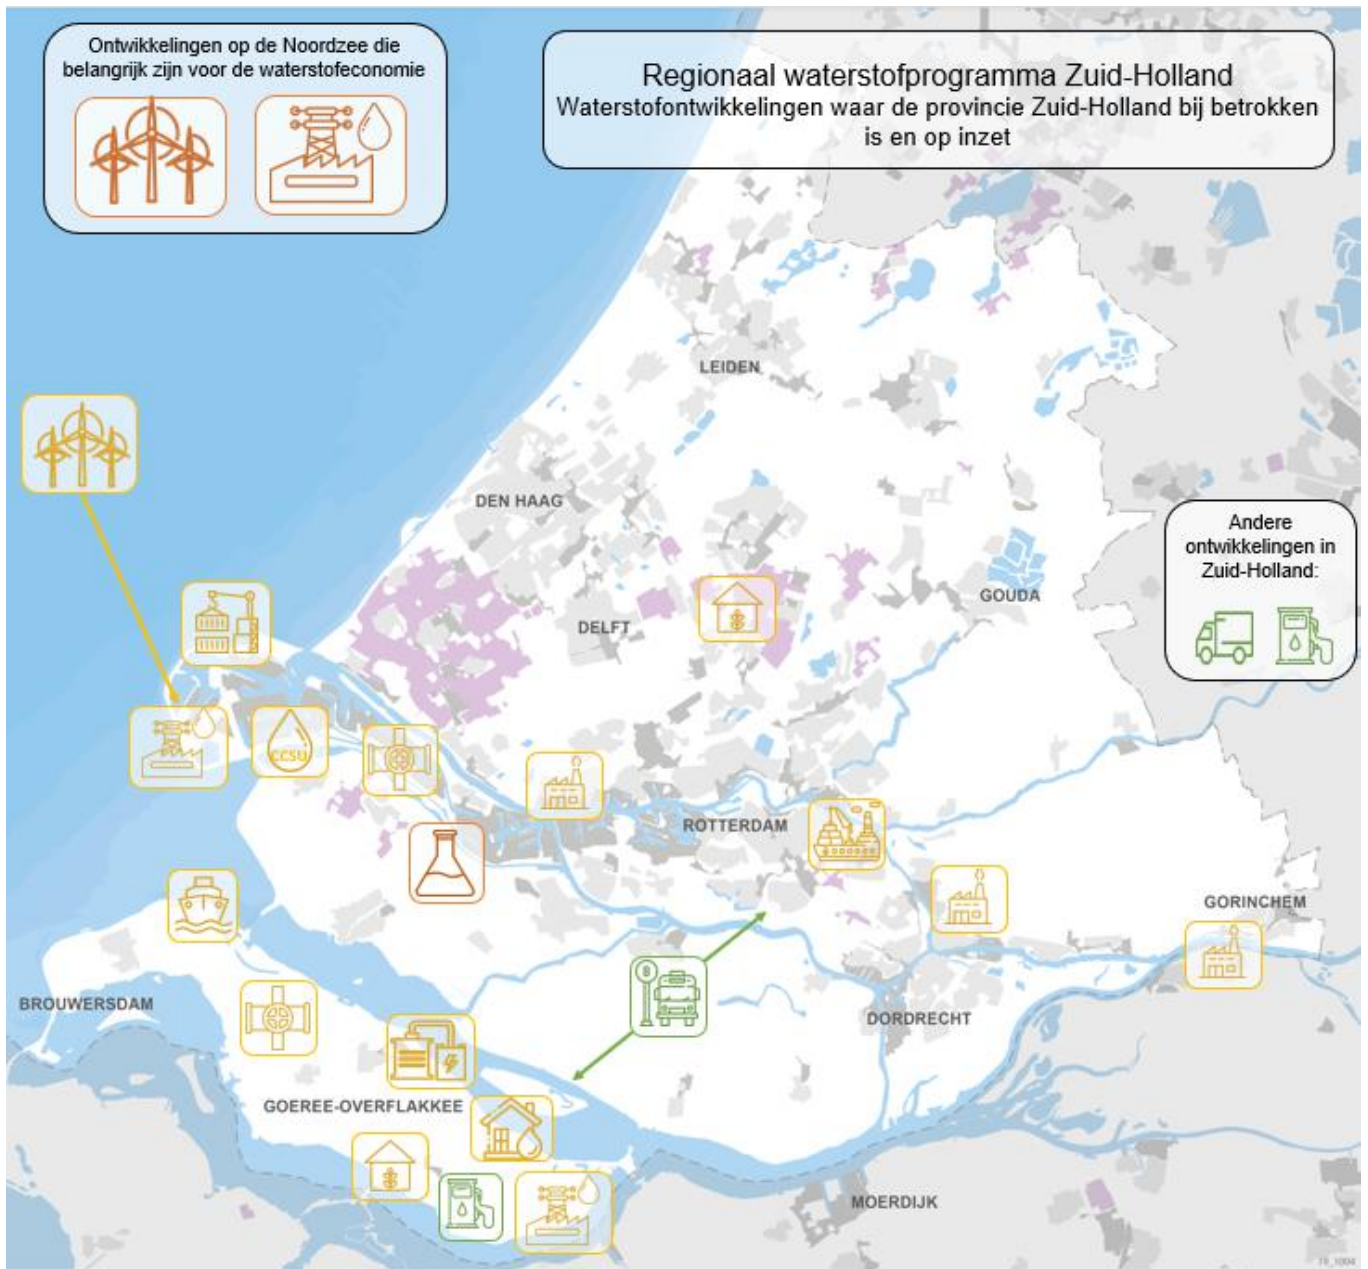 Ontwikkelingen op de Noordzee die
belangrijk zijn voor de waterstofeconomie
Regionaal waterstofprogramma Zuid-Holland
Waterstofontwikkelingen waar de provincie Zuid-Holland bij betrokken
is en op inzet
LEIDEN
DEN HAAG
Andere
ontwikkelingen in
Zuid-Holland:
GOUDA
DELFT
CCSU
ROTTERDAM
GORINCHEM
BROUWERSDAM
DORDRECHT
GOEREE-OVERFLAKKEE
MOERDIJK